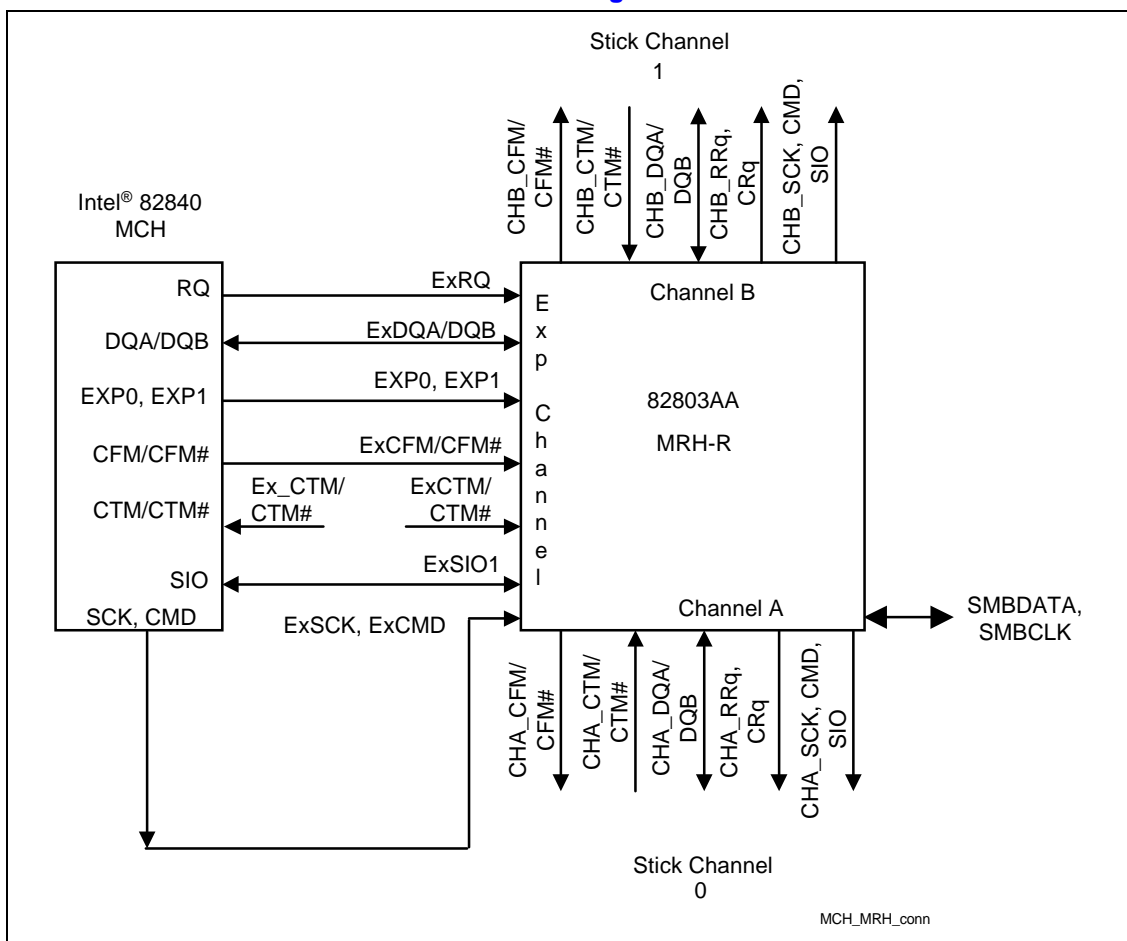 Stick Channel
1
CHB_CFM/
CFM#
CHB_CTM/
CTM#
CHB_DQA/
DQB
CHB_RRq,
CRq
CHB_SCK, CMD,
SIO
Intel® 82840
MCH
RQ
DQA/DQB
EXP0, EXP1
CFM/CFM#
CTM/CTM#
SIO
SCK, CMD
ExRQ
ExDQA/DQB
EXP0, EXP1
ExCFM/CFM#
Ex_CTM/
CTM#
ExCTM/
CTM#
ExSIO1
ExSCK, ExCMD
Exp Channel
Channel B
82803AA
MRH-R
Channel A
SMBDATA,
SMBCLK
CHA_CFM/
CFM#
CHA_CTM/
CTM#
CHA_DQA/
DQB
CHA_RRq,
CRq
CHA_SCK, CMD,
SIO
Stick Channel
0
MCH_MRH_conn